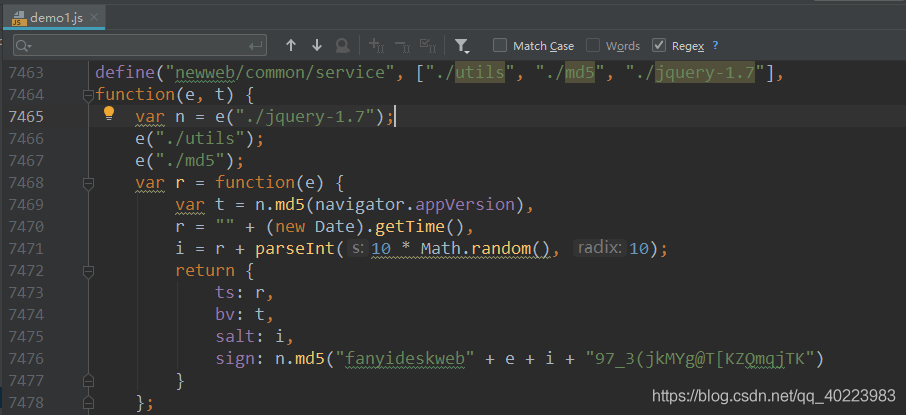 demo1.js
Match Case Words Regex ?
7463 define("newweb/common/service", ["./utils", "./md5", "./jquery-1.7"],
7464 function(e, t) {
7465 var n = e("./jquery-1.7");
7466 e("./utils");
7467 e("./md5");
7468 var r = function(e) {
7469 var t = n.md5(navigator.appVersion),
7470 r = "" + (new Date).getTime(),
7471 i = r + parseInt( s: 10 * Math.random(), radix: 10);
7472 return {
7473 ts: r,
7474 bv: t,
7475 salt: i,
7476 sign: n.md5("fanyideskweb" + e + i + "97_3(jkMYg@T[KZQmqjTK")
7477 }
7478 };
https://blog.csdn.net/qq_40223983